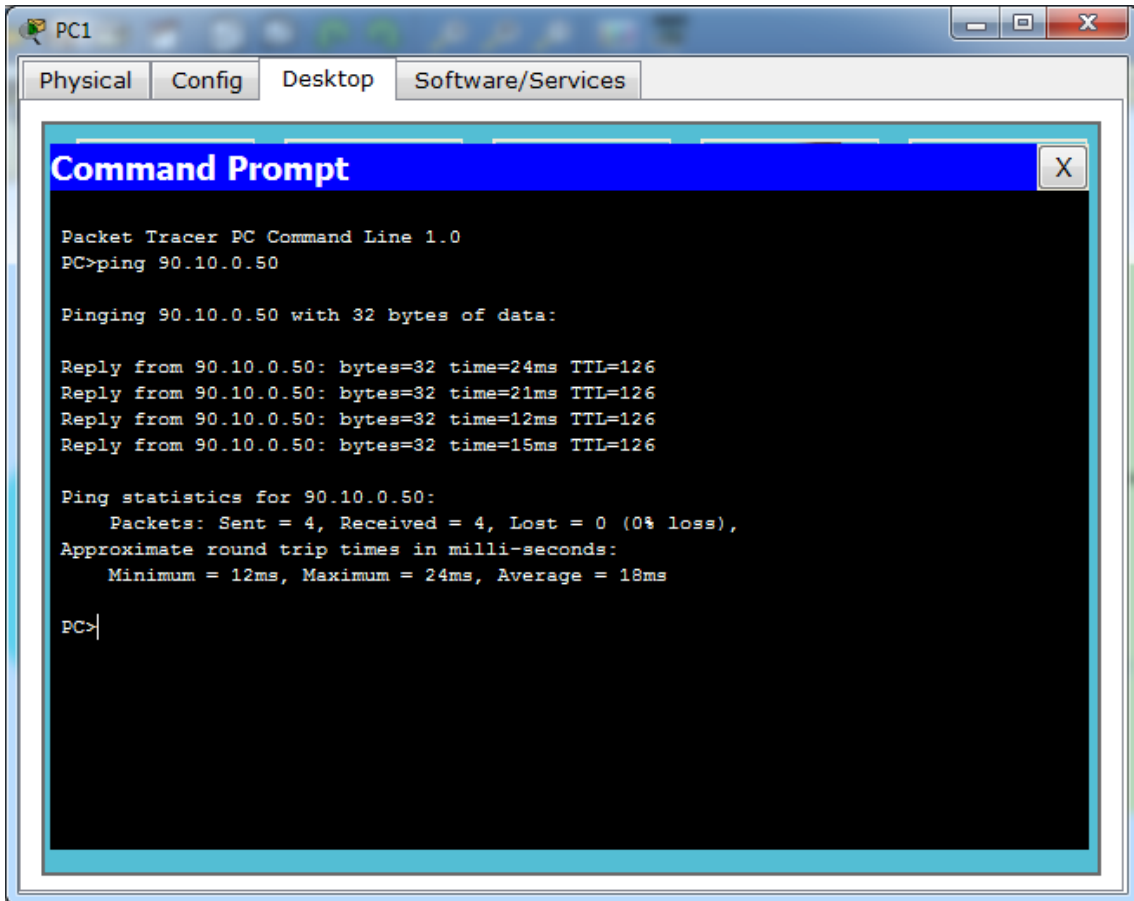 PC1
Physical Config Desktop Software/Services
Command Prompt
X
Packet Tracer PC Command Line 1.0
PC>ping 90.10.0.50
Pinging 90.10.0.50 with 32 bytes of data:
Reply from 90.10.0.50: bytes=32 time=24ms TTL=126
Reply from 90.10.0.50: bytes=32 time=21ms TTL=126
Reply from 90.10.0.50: bytes=32 time=12ms TTL=126
Reply from 90.10.0.50: bytes=32 time=15ms TTL=126
Ping statistics for 90.10.0.50:
Packets: Sent = 4, Received = 4, Lost = 0 (0% loss),
Approximate round trip times in milli-seconds:
Minimum = 12ms, Maximum = 24ms, Average = 18ms
PC>